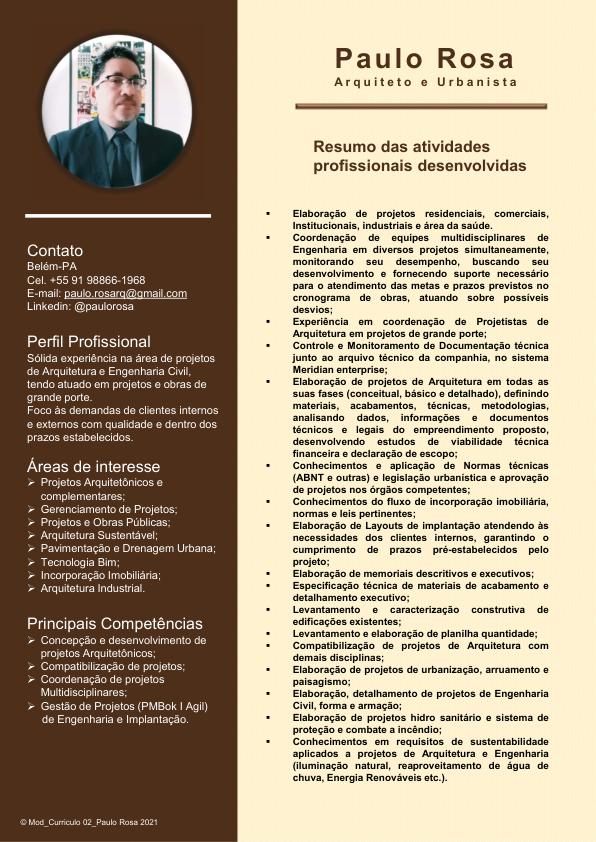 Paulo Rosa
Arquiteto e Urbanista
Resumo das atividades
profissionais desenvolvidas
Contato
Belém-PA
Cel. +55 91 98866-1968
E-mail: paulo.rosarq@gmail.com
Linkedin: @paulorosa
Perfil Profissional
Sólida experiência na área de projetos
de Arquitetura e Engenharia Civil,
tendo atuado em projetos e obras de
grande porte.
Foco às demandas de clientes internos
e externos com qualidade e dentro dos
prazos estabelecidos.
Áreas de interesse
➢ Projetos Arquitetônicos e
complementares;
➢ Gerenciamento de Projetos;
➢ Projetos e Obras Públicas;
➢ Arquitetura Sustentável;
➢ Pavimentação e Drenagem Urbana;
➢ Tecnologia Bim;
➢ Incorporação Imobiliária;
➢ Arquitetura Industrial.
Principais Competências
➢ Concepção e desenvolvimento de
projetos Arquitetônicos;
➢ Compatibilização de projetos;
➢ Coordenação de projetos
Multidisciplinares;
➢ Gestão de Projetos (PMBok I Agil)
de Engenharia e Implantação.
▪ Elaboração de projetos residenciais, comerciais,
Institucionais, industriais e área da saúde.
▪ Coordenação de equipes multidisciplinares de
Engenharia em diversos projetos simultaneamente,
monitorando seu desempenho, buscando seu
desenvolvimento e fornecendo suporte necessário
para o atendimento das metas e prazos previstos no
cronograma de obras, atuando sobre possíveis
desvios;
▪ Experiência em coordenação de Projetistas de
Arquitetura em projetos de grande porte;
▪ Controle e Monitoramento de Documentação técnica
junto ao arquivo técnico da companhia, no sistema
Meridian enterprise;
▪ Elaboração de projetos de Arquitetura em todas as
suas fases (conceitual, básico e detalhado), definindo
materiais, acabamentos, técnicas, metodologias,
analisando dados, informações e documentos
técnicos e legais do empreendimento proposto,
desenvolvendo estudos de viabilidade técnica
financeira e declaração de escopo;
▪ Conhecimentos e aplicação de Normas técnicas
(ABNT e outras) e legislação urbanística e aprovação
de projetos nos órgãos competentes;
▪ Conhecimentos do fluxo de incorporação imobiliária,
normas e leis pertinentes;
▪ Elaboração de Layouts de implantação atendendo às
necessidades dos clientes internos, garantindo o
cumprimento de prazos pré-estabelecidos pelo
projeto;
▪ Elaboração de memoriais descritivos e executivos;
▪ Especificação técnica de materiais de acabamento e
detalhamento executivo;
▪ Levantamento e caracterização construtiva de
edificações existentes;
▪ Levantamento e elaboração de planilha quantidade;
▪ Compatibilização de projetos de Arquitetura com
demais disciplinas;
▪ Elaboração de projetos de urbanização, arruamento e
paisagismo;
▪ Elaboração, detalhamento de projetos de Engenharia
Civil, forma e armação;
▪ Elaboração de projetos hidro sanitário e sistema de
proteção e combate a incêndio;
▪ Conhecimentos em requisitos de sustentabilidade
aplicados a projetos de Arquitetura e Engenharia
(iluminação natural, reaproveitamento de água de
chuva, Energia Renováveis etc.).
© Mod_Curriculo 02_Paulo Rosa 2021